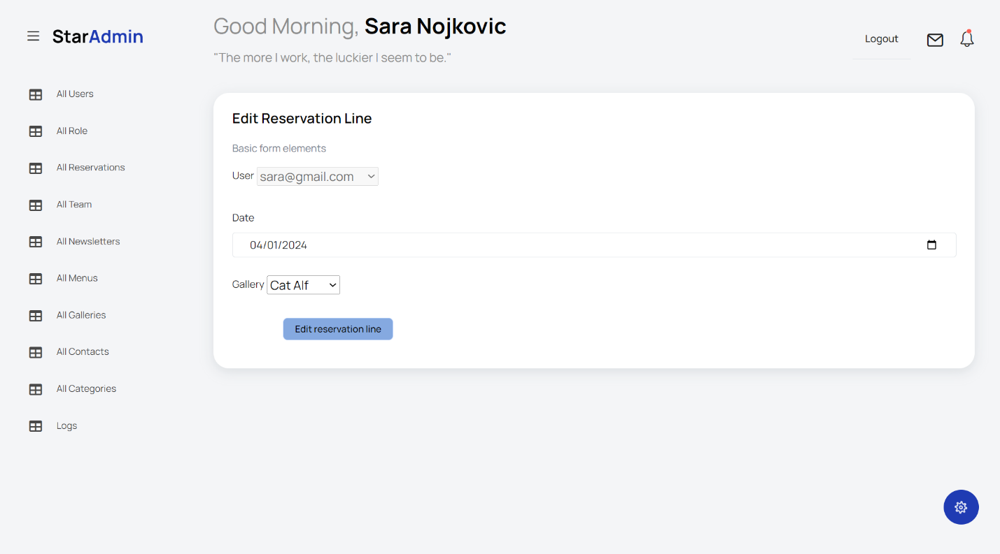 StarAdmin
Good Morning, Sara Nojkovic
"The more I work, the luckier I seem to be."
Logout
All Users
All Role
All Reservations
All Team
All Newsletters
All Menus
All Galleries
All Contacts
All Categories
Logs
Edit Reservation Line
Basic form elements
User sara@gmail.com
Date
04/01/2024
Gallery Cat Alf
Edit reservation line